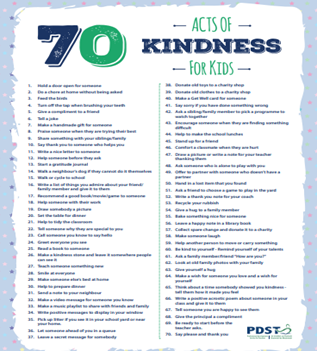 70
ACTS OF
KINDNESS
FOR KIDS
1. Hold a door open for someone
2. Do a chore at home without being asked
3. Feed the birds
4. Turn off the tap when brushing your teeth
5. Give a compliment to a friend
6. Tell a joke
7. Make a handmade gift for someone
8. Praise someone when they are trying their best
9. Share something with your siblings/family
10. Say thank you to someone who helps you
11. Write a nice letter to someone
12. Help someone before they ask
13. Start a gratitude journal
14. Walk a neighbour's dog if they cannot do it themselves
15. Walk or cycle to school
16. Write a list of things you admire about your friend/
family member and give it to them
17. Recommend a good book/movie/game to someone
18. Help someone with their work
19. Draw somebody a picture
20. Set the table for dinner
21. Help to tidy the classroom
22. Tell someone why they are special to you
23. Call someone you know to say hello
24. Greet everyone you see
25. Read a book to someone
26. Make a kindness stone and leave it somewhere people
can see it
27. Teach someone something new
28. Smile at everyone
29. Make someone else's bed at home
30. Help to prepare dinner
31. Send a note to your neighbour
32. Make a video message for someone you know
33. Make a music playlist to share with friends and family
34. Write positive messages to display in your window
35. Pick up litter if you see it in your school yard or near
your home.
36. Let someone ahead of you in a queue
37. Leave a secret message for somebody
38. Donate old toys to a charity shop
39. Donate old clothes to a charity shop
40. Make a Get Well card for someone
41. Say sorry if you have done something wrong
42. Ask a sibling/family member to pick a programme to
watch together
43. Encourage someone when they are finding something
difficult
44. Help to make the school lunches
45. Stand up for a friend
46. Comfort a classmate when they are hurt
47. Draw a picture or write a note for your teacher
thanking them
48. Ask someone who is alone to play with you
49. Offer to partner with someone who doesn't have a
partner
50. Hand in a lost item that you found
51. Ask a friend to choose a game to play in the yard
52. Write a thank you note for your coach
53. Recycle your rubbish
54. Give a hug to a family member
55. Bake something nice for someone
56. Leave a happy note in a library book
57. Collect spare change and donate it to a charity
58. Make someone laugh
59. Help another person to move or carry something
60. Be kind to yourself - Remind yourself of your talents
61. Ask a family member/friend "How are you?"
62. Look at old family photos with your family
63. Give yourself a hug
64. Make a wish for someone you love and a wish for
yourself
65. Think about a time somebody showed you kindness -
tell them how it made you feel
66. Write a positive acrostic poem about someone in your
class and give it to them
67. Tell someone you are happy to see them
68. Give the principal a compliment
69. Be ready to start before the
teacher asks.
70. Say please and thank you
PDST